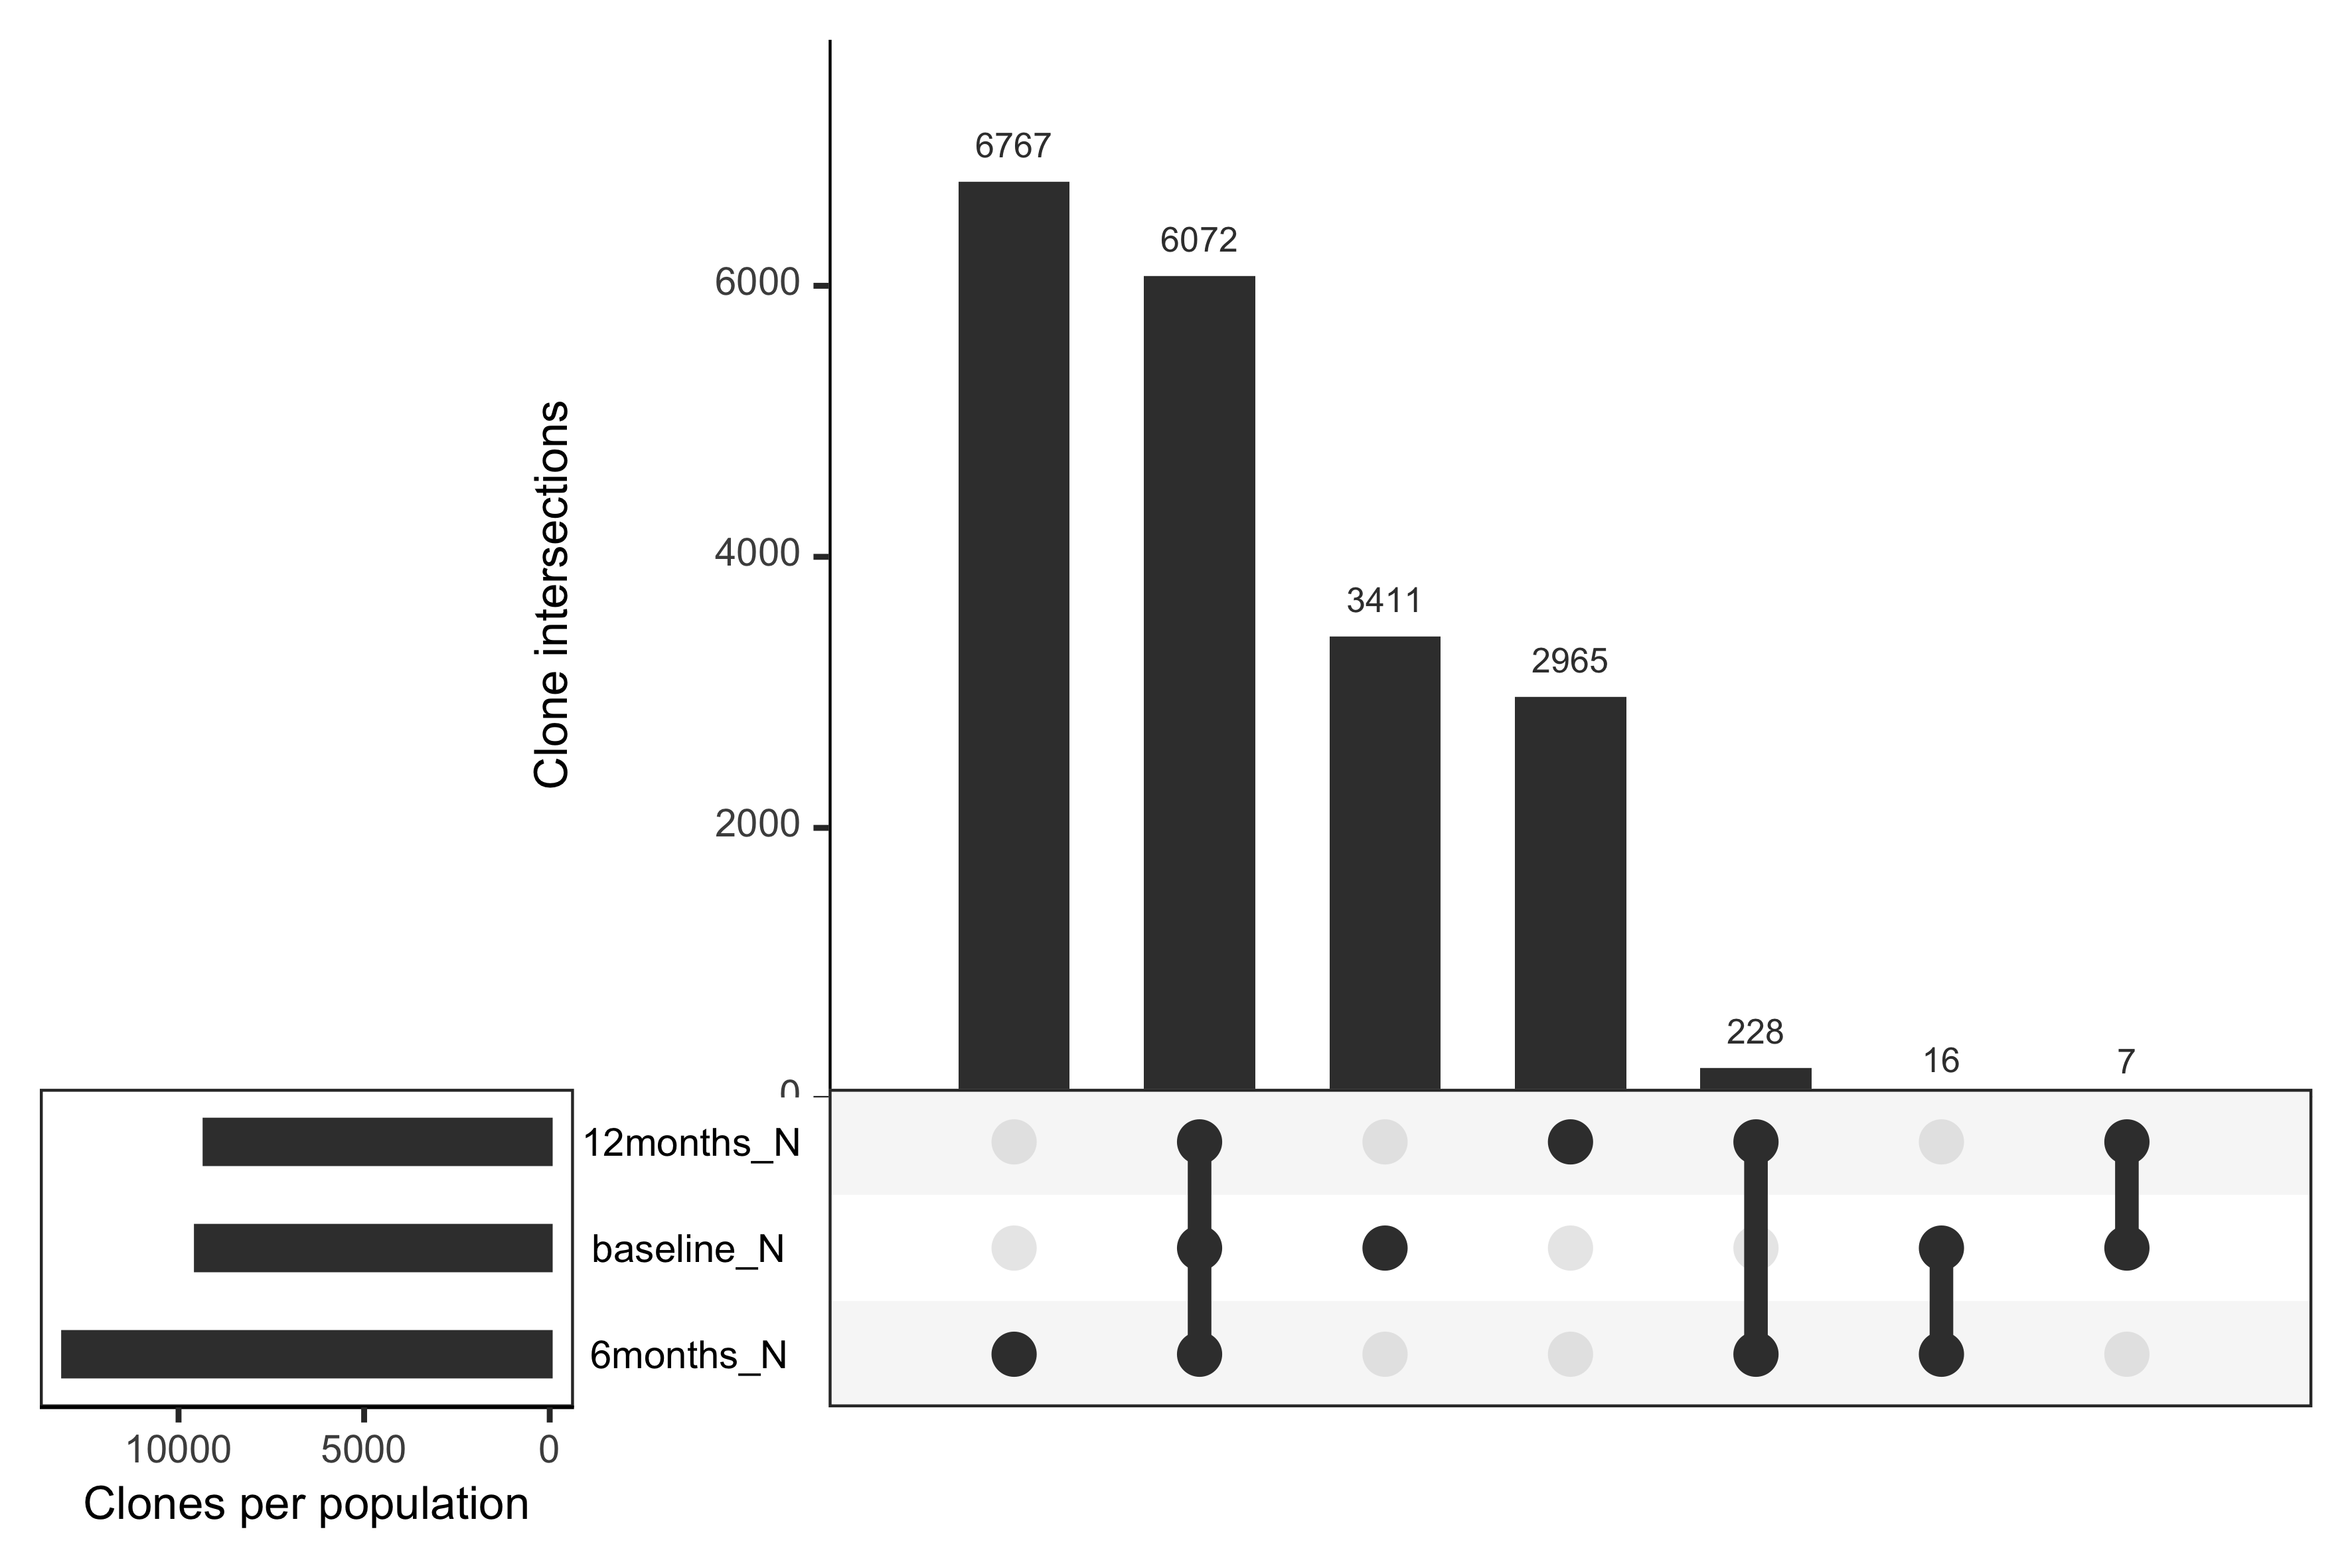 6767
6072
3411
2965
228
16
7
6000
4000
2000
0
Clone intersections
12months_N
baseline_N
6months_N
10000 5000 0
Clones per population